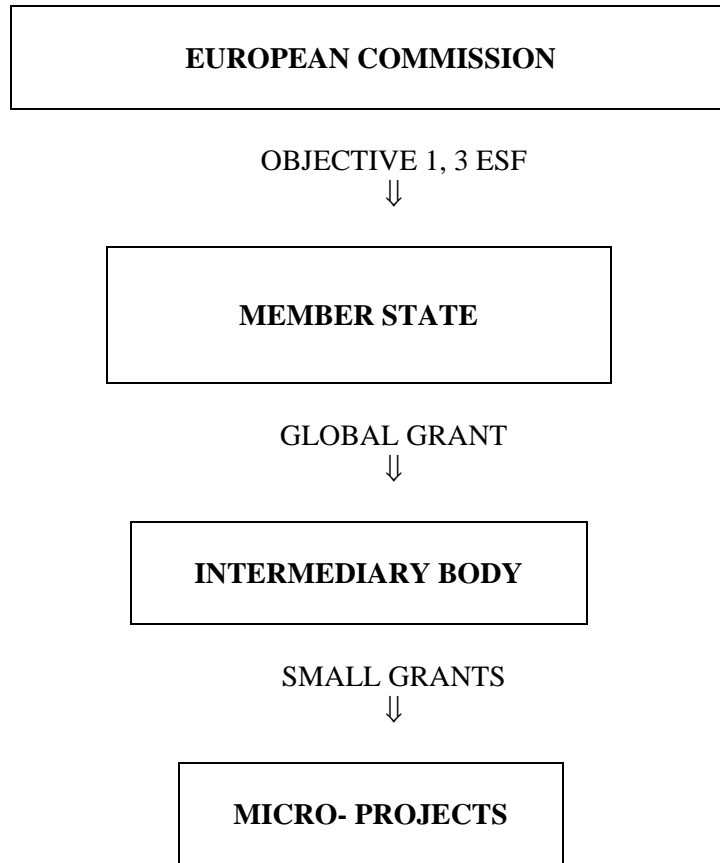 EUROPEAN COMMISSION
OBJECTIVE 1, 3 ESF
⇓
MEMBER STATE
GLOBAL GRANT
⇓
INTERMEDIARY BODY
SMALL GRANTS
⇓
MICRO- PROJECTS